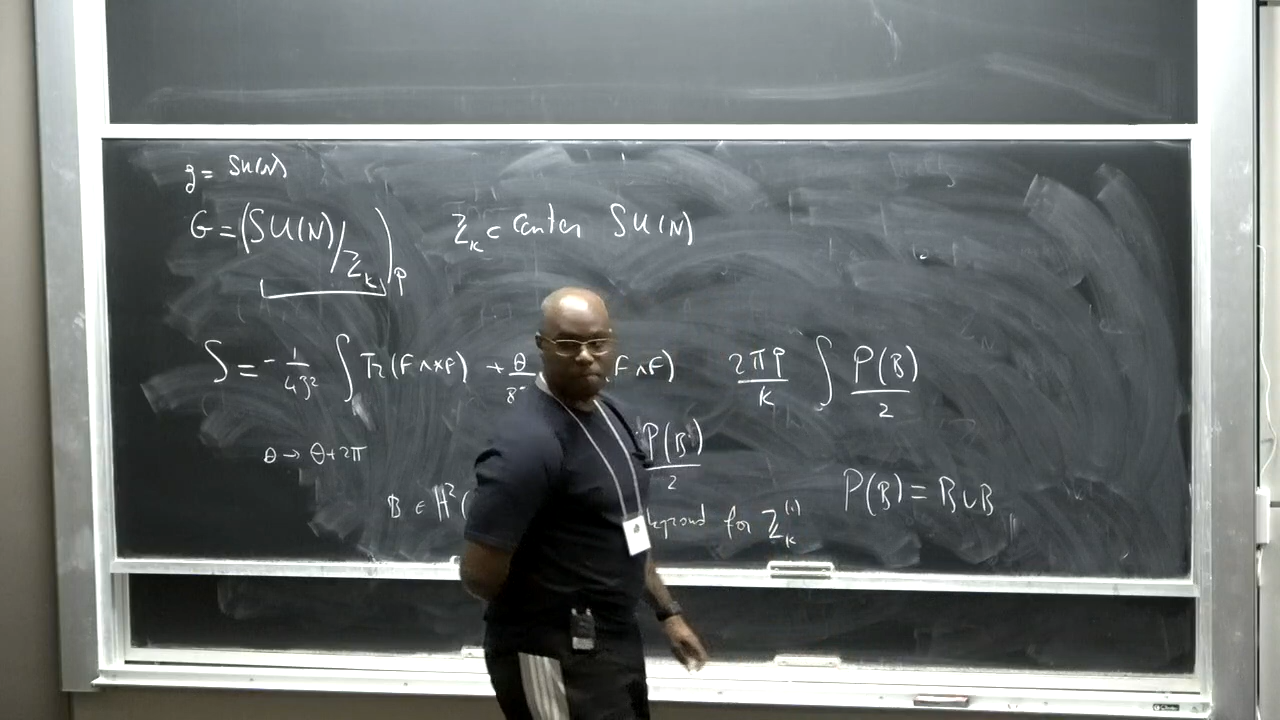 g = su(N)
G = (SU(N)/Z_k)_p    Z_k ⊂ center SU(N)
S = -1/4g² ∫ Tr(F∧*F) + θ/8 F∧F)    2πp/k ∫ P(B)/2
θ → θ+2π    P(B)/2
B ∈ H²(    for Z_k^(1)    P(B) = B∪B